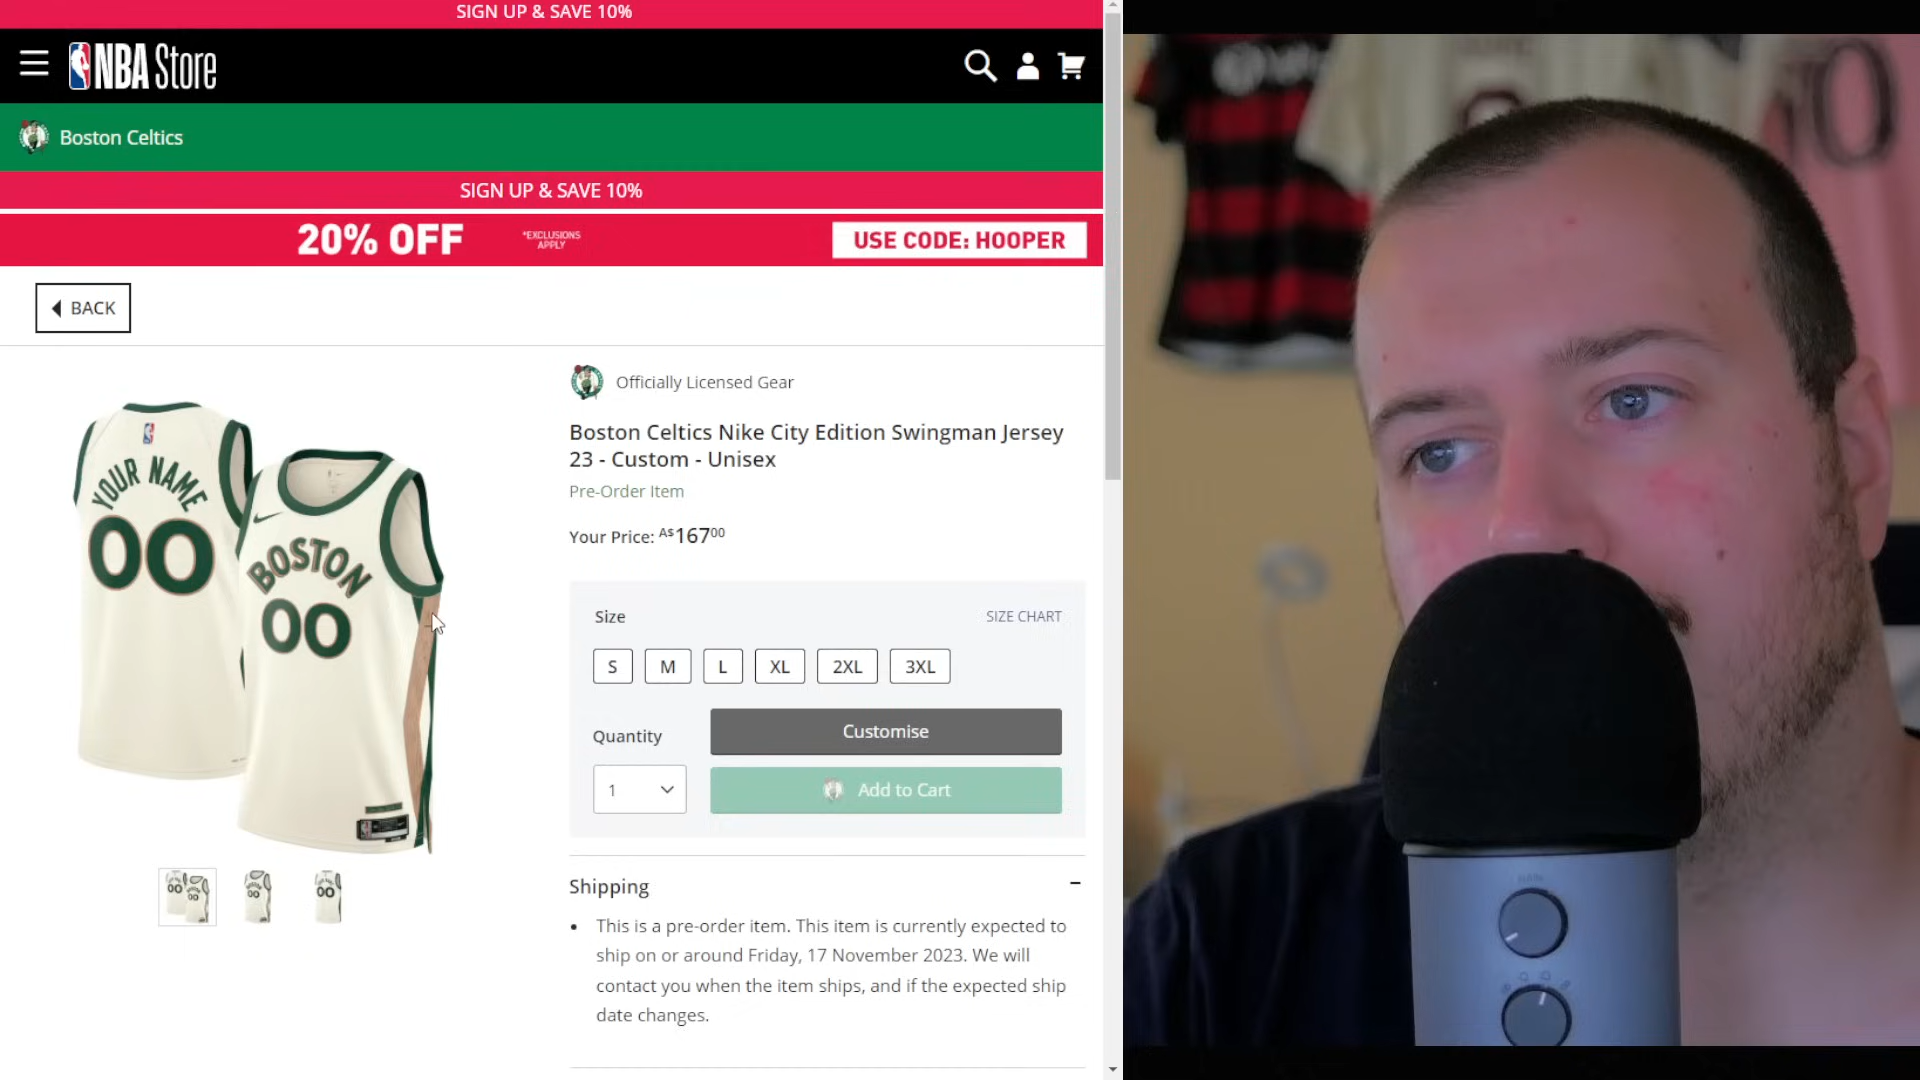 SIGN UP & SAVE 10%
NBA Store
Boston Celtics
SIGN UP & SAVE 10%
20% OFF
*EXCLUSIONS
APPLY
USE CODE: HOOPER
BACK
Officially Licensed Gear
Boston Celtics Nike City Edition Swingman Jersey
23 - Custom - Unisex
Pre-Order Item
Your Price: A$16700
YOUR NAME
00
BOSTON
00
Size
SIZE CHART
S
M
L
XL
2XL
3XL
Quantity
Customise
1
Add to Cart
Shipping
• This is a pre-order item. This item is currently expected to
ship on or around Friday, 17 November 2023. We will
contact you when the item ships, and if the expected ship
date changes.